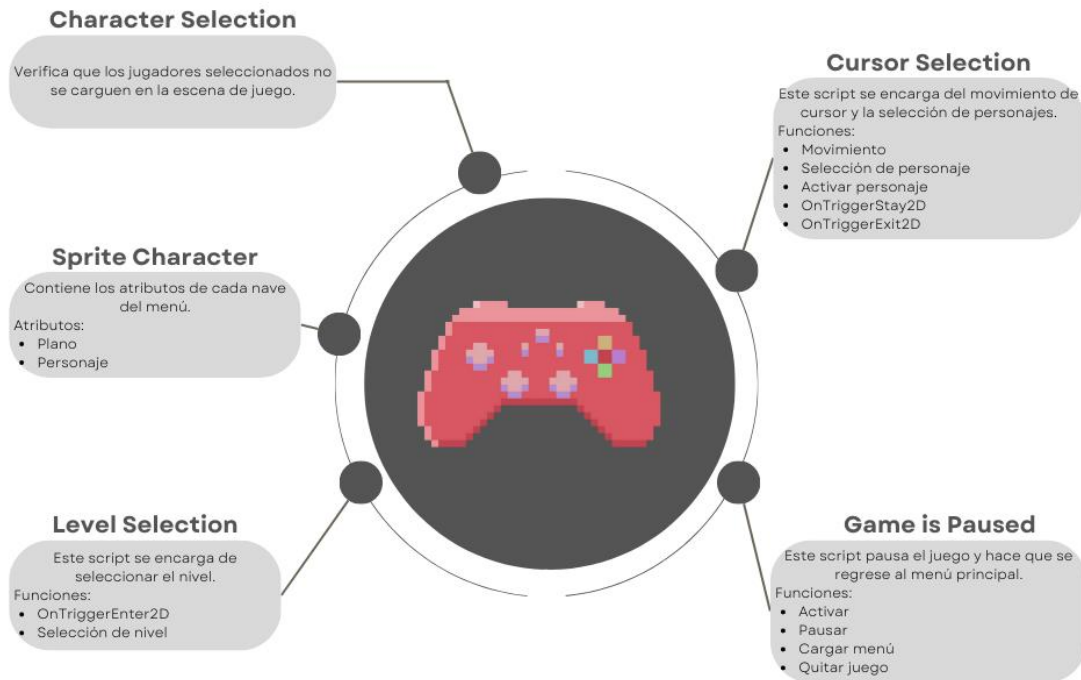 Character Selection
Verifica que los jugadores seleccionados no
se carguen en la escena de juego.
Cursor Selection
Este script se encarga del movimiento de
cursor y la selección de personajes.
Funciones:
• Movimiento
• Selección de personaje
• Activar personaje
• OnTriggerStay2D
• OnTriggerExit2D
Sprite Character
Contiene los atributos de cada nave
del menú.
Atributos:
• Plano
• Personaje
Level Selection
Este script se encarga de
seleccionar el nivel.
Funciones:
• OnTriggerEnter2D
• Selección de nivel
Game is Paused
Este script pausa el juego y hace que se
regrese al menú principal.
Funciones:
• Activar
• Pausar
• Cargar menú
• Quitar juego